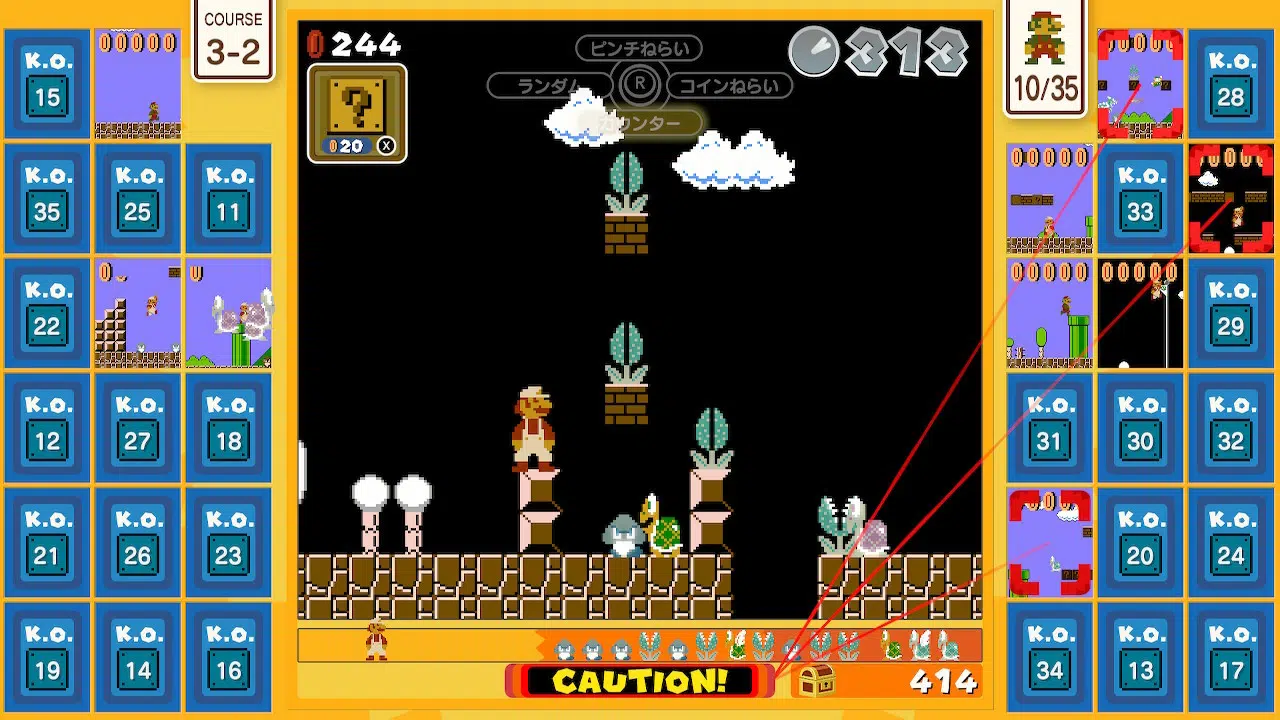 COURSE
3-2
10/35
244
ピンチねらい
ランダム
R
コインねらい
カウンター
313
?
20 X
K.O.
15
K.O.
35
K.O.
25
K.O.
11
K.O.
22
K.O.
12
K.O.
27
K.O.
18
K.O.
21
K.O.
26
K.O.
23
K.O.
19
K.O.
14
K.O.
16
K.O.
28
K.O.
33
K.O.
29
K.O.
31
K.O.
30
K.O.
32
K.O.
20
K.O.
24
K.O.
34
K.O.
13
K.O.
17
CAUTION!
414